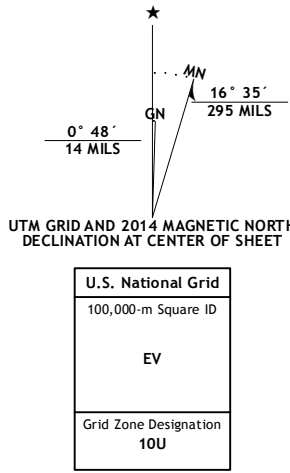 ★
MN
GN
16° 35´
295 MILS
0° 48´
14 MILS
UTM GRID AND 2014 MAGNETIC NORTH
DECLINATION AT CENTER OF SHEET
U.S. National Grid
100,000-m Square ID
EV
Grid Zone Designation
10U